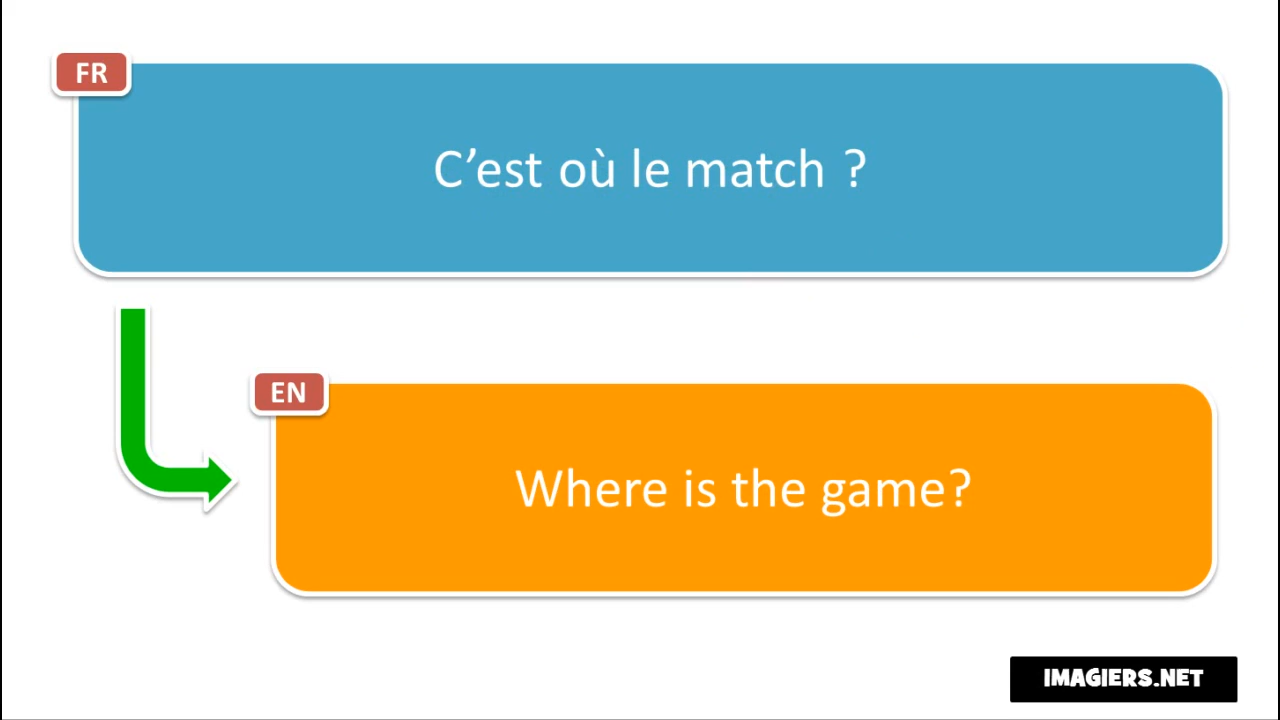 FR
C’est où le match ?
EN
Where is the game?
IMAGIERS.NET